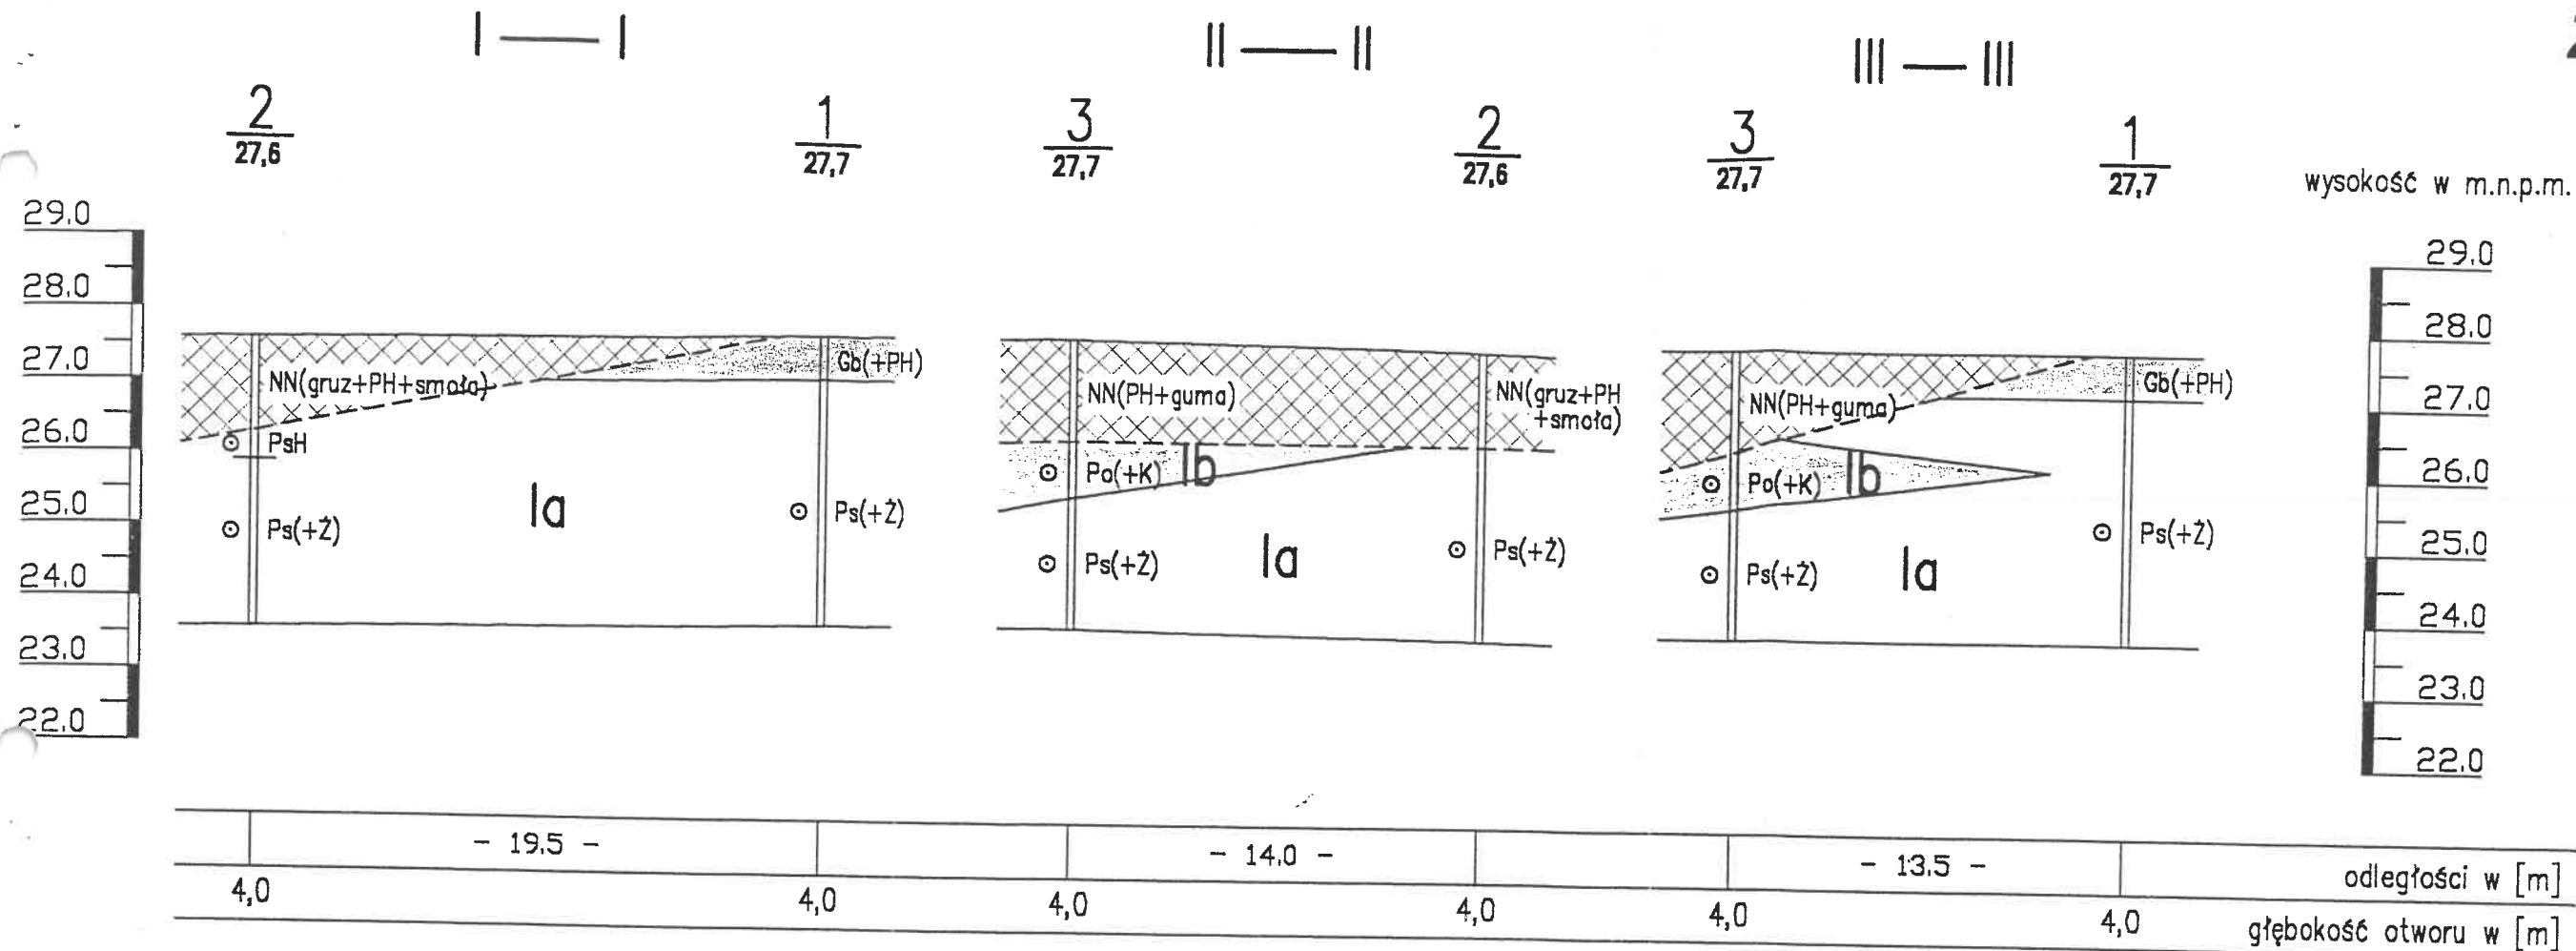 I — I
II — II
III — III
2
27,6
1
27,7
3
27,7
2
27,6
3
27,7
1
27,7
wysokość w m.n.p.m.
29.0
28.0
27.0
26.0
25.0
24.0
23.0
22.0
NN(gruz+PH+smoła)
PsH
Ps(+Ż)
Ia
Gb(+PH)
Ps(+Ż)
NN(PH+guma)
Po(+K)
Ib
Ps(+Ż)
Ia
NN(gruz+PH
+smoła)
Ps(+Ż)
NN(PH+guma)
Po(+K)
Ib
Ps(+Ż)
Ia
Gb(+PH)
Ps(+Ż)
29.0
28.0
27.0
26.0
25.0
24.0
23.0
22.0
- 19.5 -
- 14.0 -
- 13.5 -
odległości w [m]
4,0
4,0
4,0
4,0
4,0
4,0
głębokość otworu w [m]